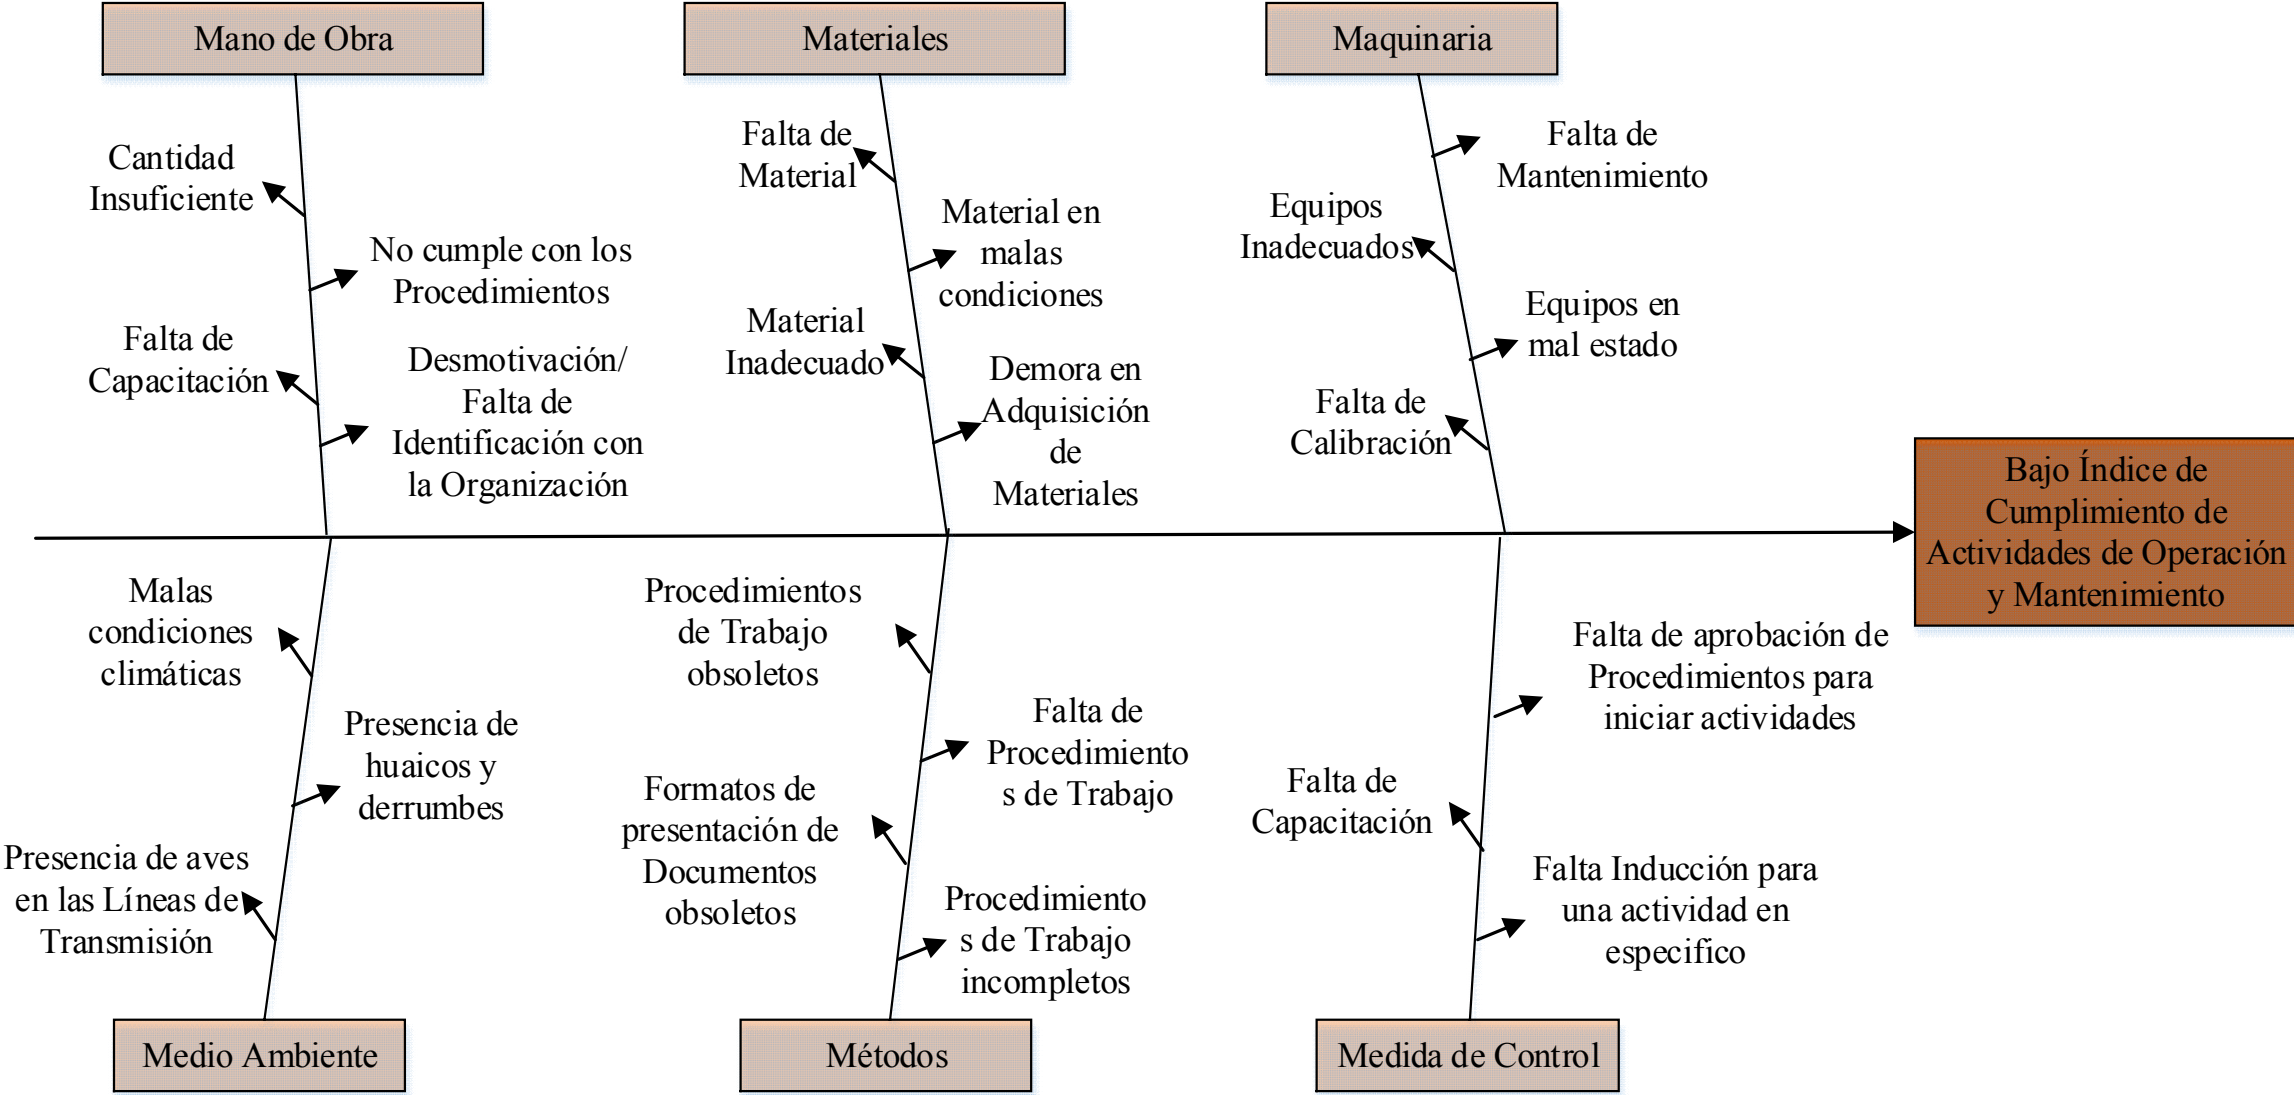 Mano de Obra
Materiales
Maquinaria
Cantidad
Insuficiente
No cumple con los
Procedimientos
Falta de
Capacitación
Desmotivación/
Falta de
Identificación con
la Organización
Falta de
Material
Material en
malas
condiciones
Material
Inadecuado
Demora en
Adquisición
de
Materiales
Falta de
Mantenimiento
Equipos
Inadecuados
Equipos en
mal estado
Falta de
Calibración
Bajo Índice de
Cumplimiento de
Actividades de Operación
y Mantenimiento
Malas
condiciones
climáticas
Presencia de
huaicos y
derrumbes
Presencia de aves
en las Líneas de
Transmisión
Procedimientos
de Trabajo
obsoletos
Falta de
Procedimiento
s de Trabajo
Formatos de
presentación de
Documentos
obsoletos
Procedimiento
s de Trabajo
incompletos
Falta de aprobación de
Procedimientos para
iniciar actividades
Falta de
Capacitación
Falta Inducción para
una actividad en
especifico
Medio Ambiente
Métodos
Medida de Control